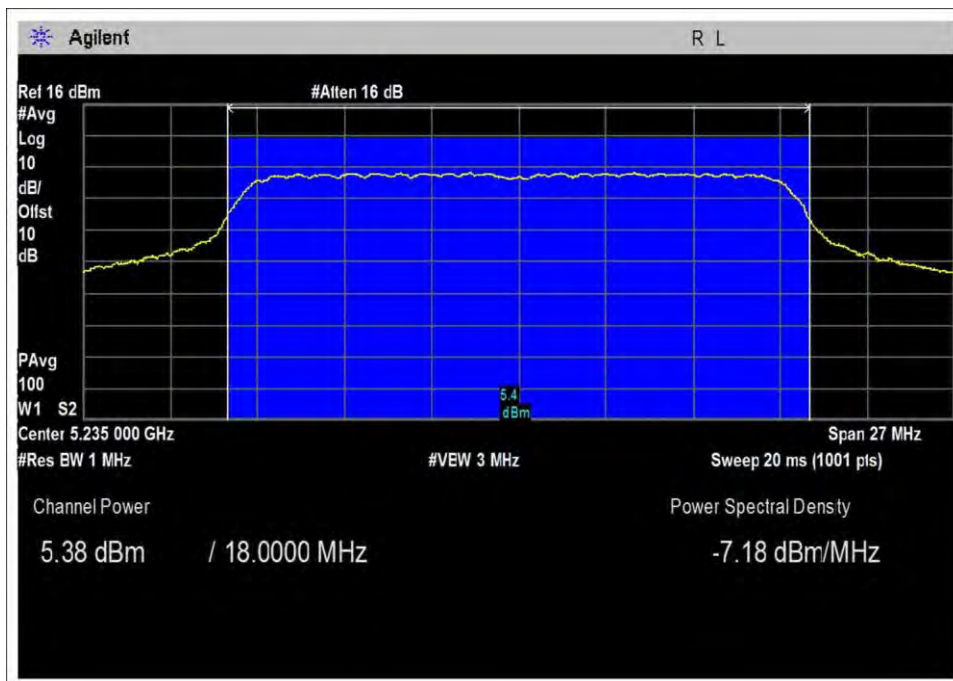 Agilent R L
Ref 16 dBm #Atten 16 dB
#Avg
Log
10
dB/
Offst
10
dB
5.4
dBm
PAvg
100
W1 S2
Center 5.235 000 GHz Span 27 MHz
#Res BW 1 MHz #VBW 3 MHz Sweep 20 ms (1001 pts)
Channel Power Power Spectral Density
5.38 dBm / 18.0000 MHz -7.18 dBm/MHz